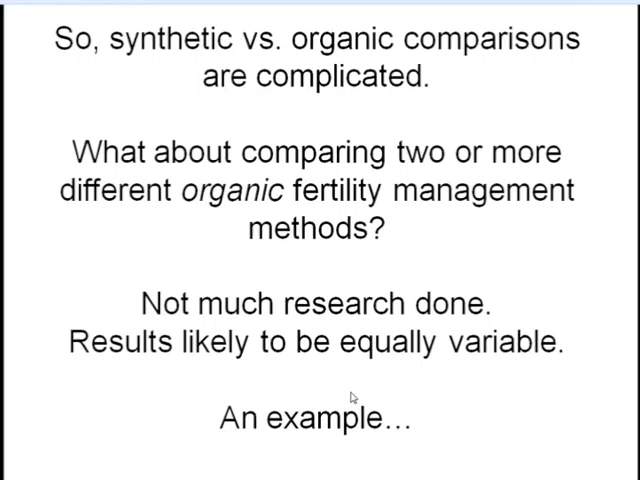 So, synthetic vs. organic comparisons
are complicated.
What about comparing two or more
different organic fertility management
methods?
Not much research done.
Results likely to be equally variable.
An example…